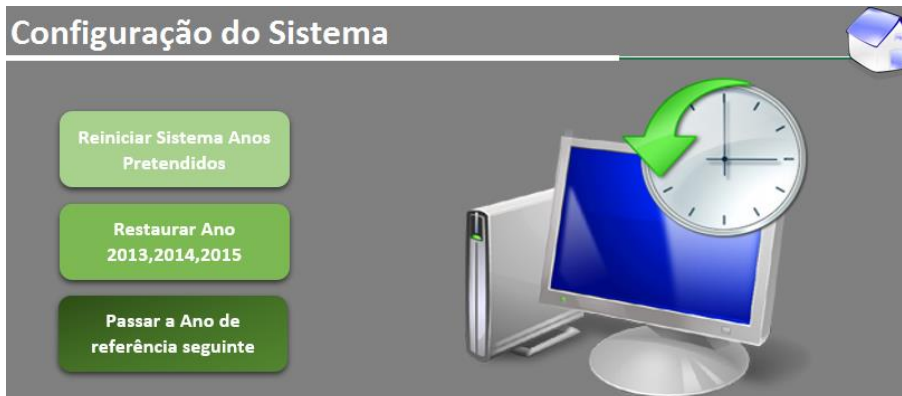 Configuração do Sistema
Reiniciar Sistema Anos
Pretendidos
Restaurar Ano
2013,2014,2015
Passar a Ano de
referência seguinte